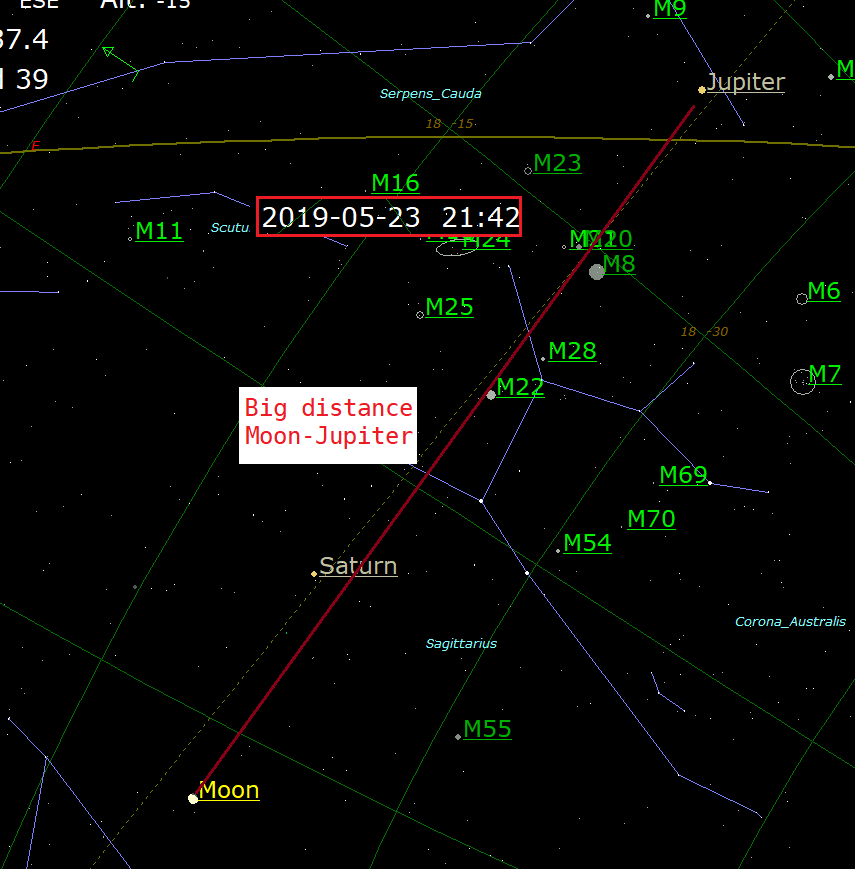 ESE Alt: -15
37.4
39
M9
M
Jupiter
Serpens_Cauda
18 -15
E
M23
M16
2019-05-23 21:42
M11
Scutu
M24
M21
M20
M8
M6
M25
18 -30
M28
M7
M22
Big distance
Moon-Jupiter
M69
M70
M54
Saturn
Corona_Australis
Sagittarius
M55
Moon